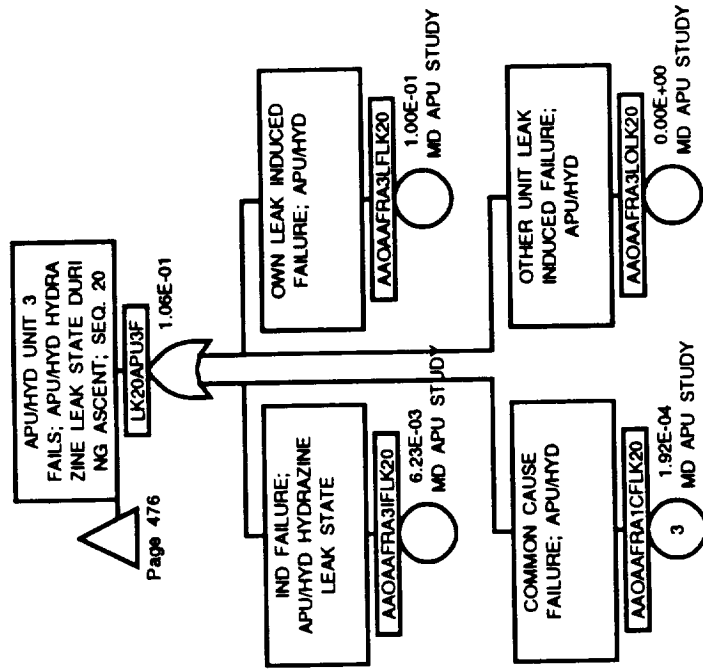 APU/HYD UNIT 3
FAILS; APU/HYD HYDRA
ZINE LEAK STATE DURI
NG ASCENT; SEQ. 20
LK20APU3F
1.06E-01
Page 476
IND FAILURE;
APU/HYD HYDRAZINE
LEAK STATE
AAOAAFRA3IFLK20
6.23E-03
MD APU STUDY
OWN LEAK INDUCED
FAILURE; APU/HYD
AAOAAFRA3LFLK20
1.00E-01
MD APU STUDY
COMMON CAUSE
FAILURE; APU/HYD
AAOAAFRA1CFLK20
1.92E-04
MD APU STUDY
3
OTHER UNIT LEAK
INDUCED FAILURE;
APU/HYD
AAOAAFRA3LOLK20
0.00E+00
MD APU STUDY